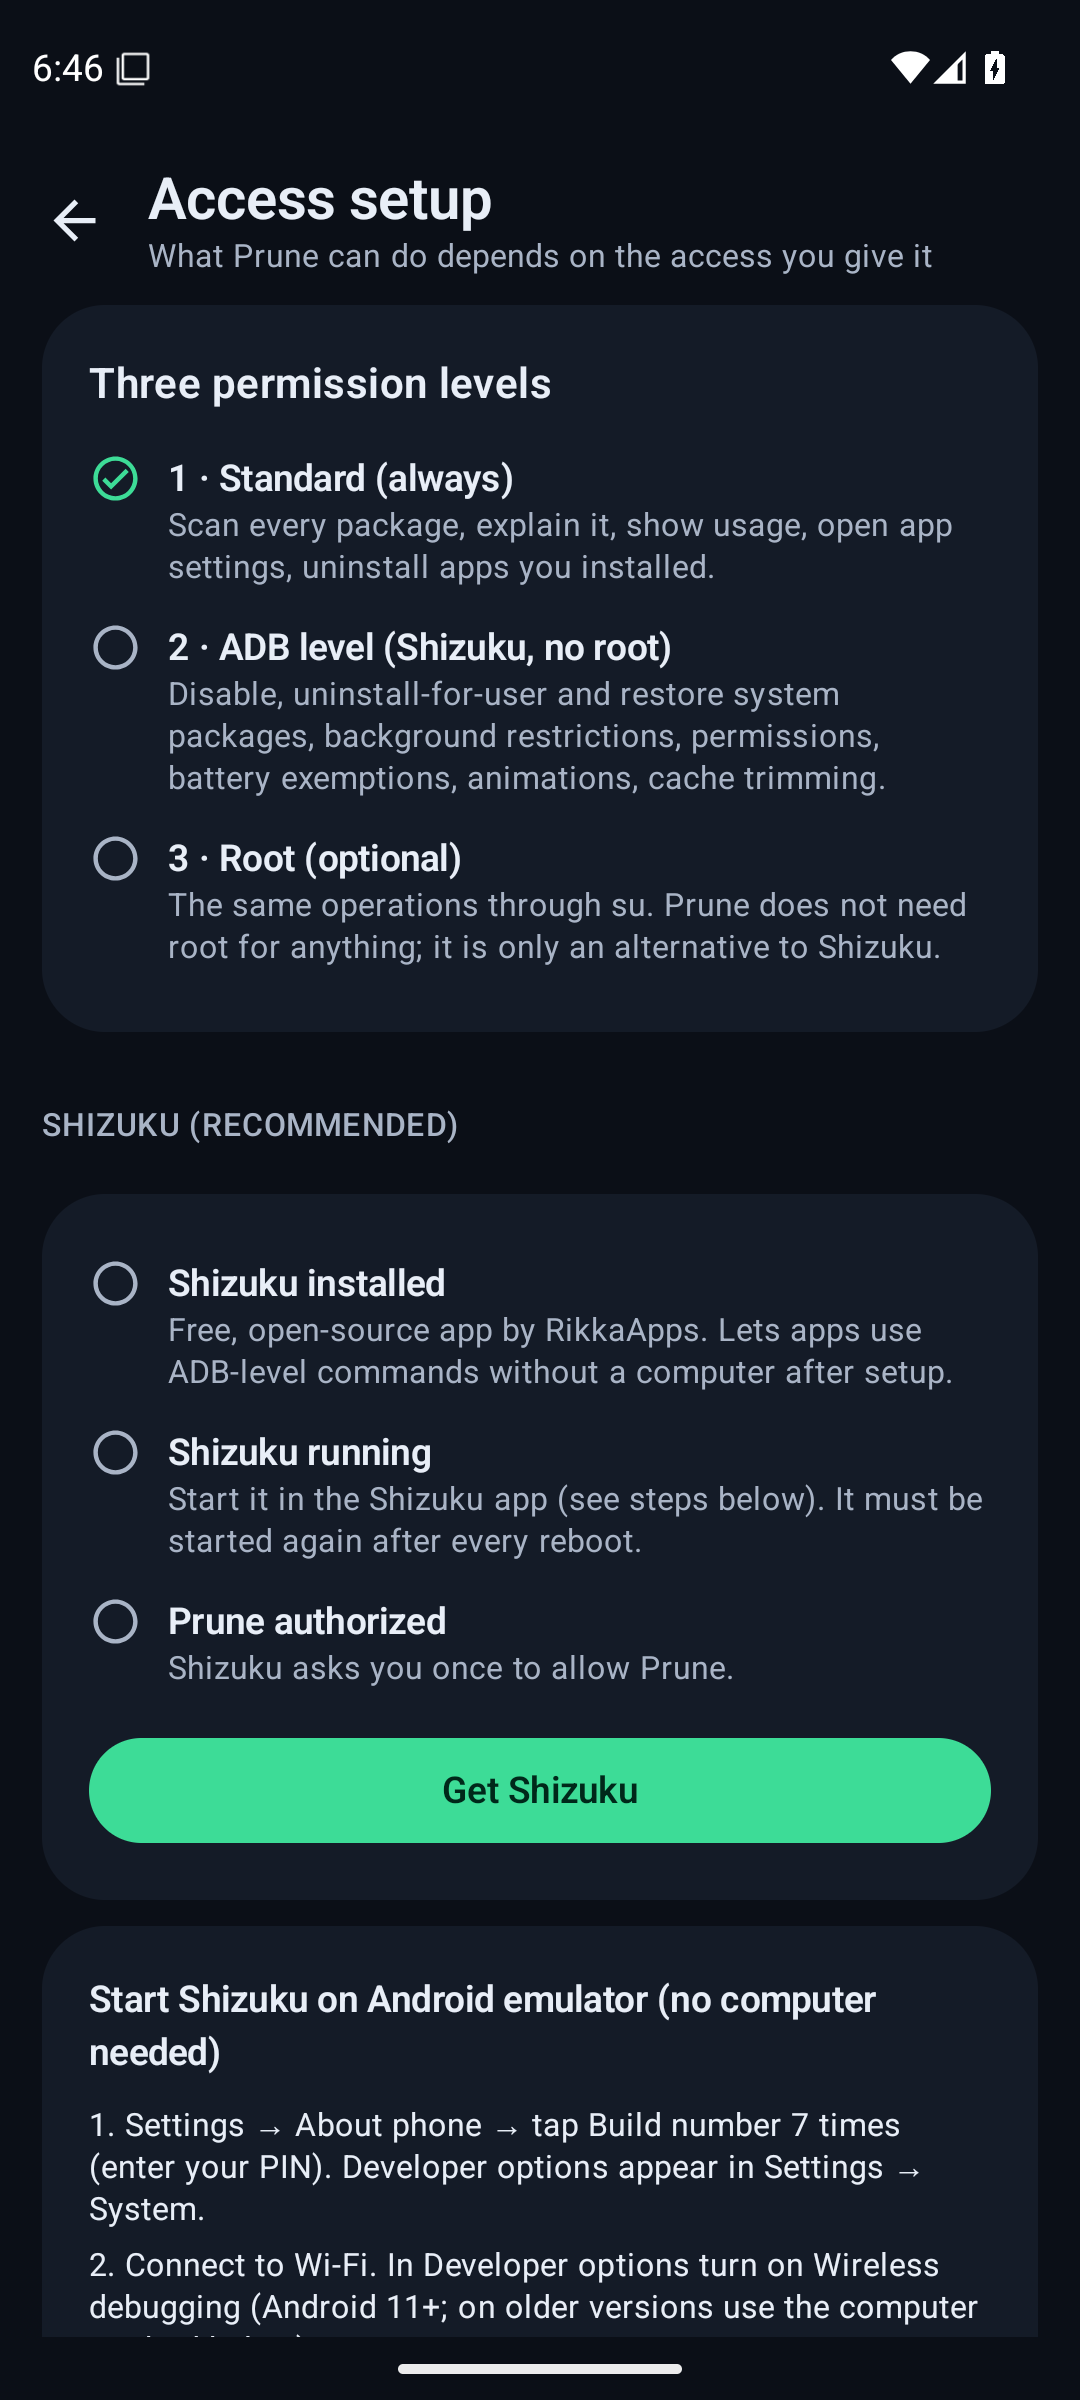 6:46
Access setup
What Prune can do depends on the access you give it
Three permission levels
1 · Standard (always)
Scan every package, explain it, show usage, open app
settings, uninstall apps you installed.
2 · ADB level (Shizuku, no root)
Disable, uninstall-for-user and restore system
packages, background restrictions, permissions,
battery exemptions, animations, cache trimming.
3 · Root (optional)
The same operations through su. Prune does not need
root for anything; it is only an alternative to Shizuku.
SHIZUKU (RECOMMENDED)
Shizuku installed
Free, open-source app by RikkaApps. Lets apps use
ADB-level commands without a computer after setup.
Shizuku running
Start it in the Shizuku app (see steps below). It must be
started again after every reboot.
Prune authorized
Shizuku asks you once to allow Prune.
Get Shizuku
Start Shizuku on Android emulator (no computer
needed)
1. Settings → About phone → tap Build number 7 times
(enter your PIN). Developer options appear in Settings →
System.
2. Connect to Wi-Fi. In Developer options turn on Wireless
debugging (Android 11+; on older versions use the computer